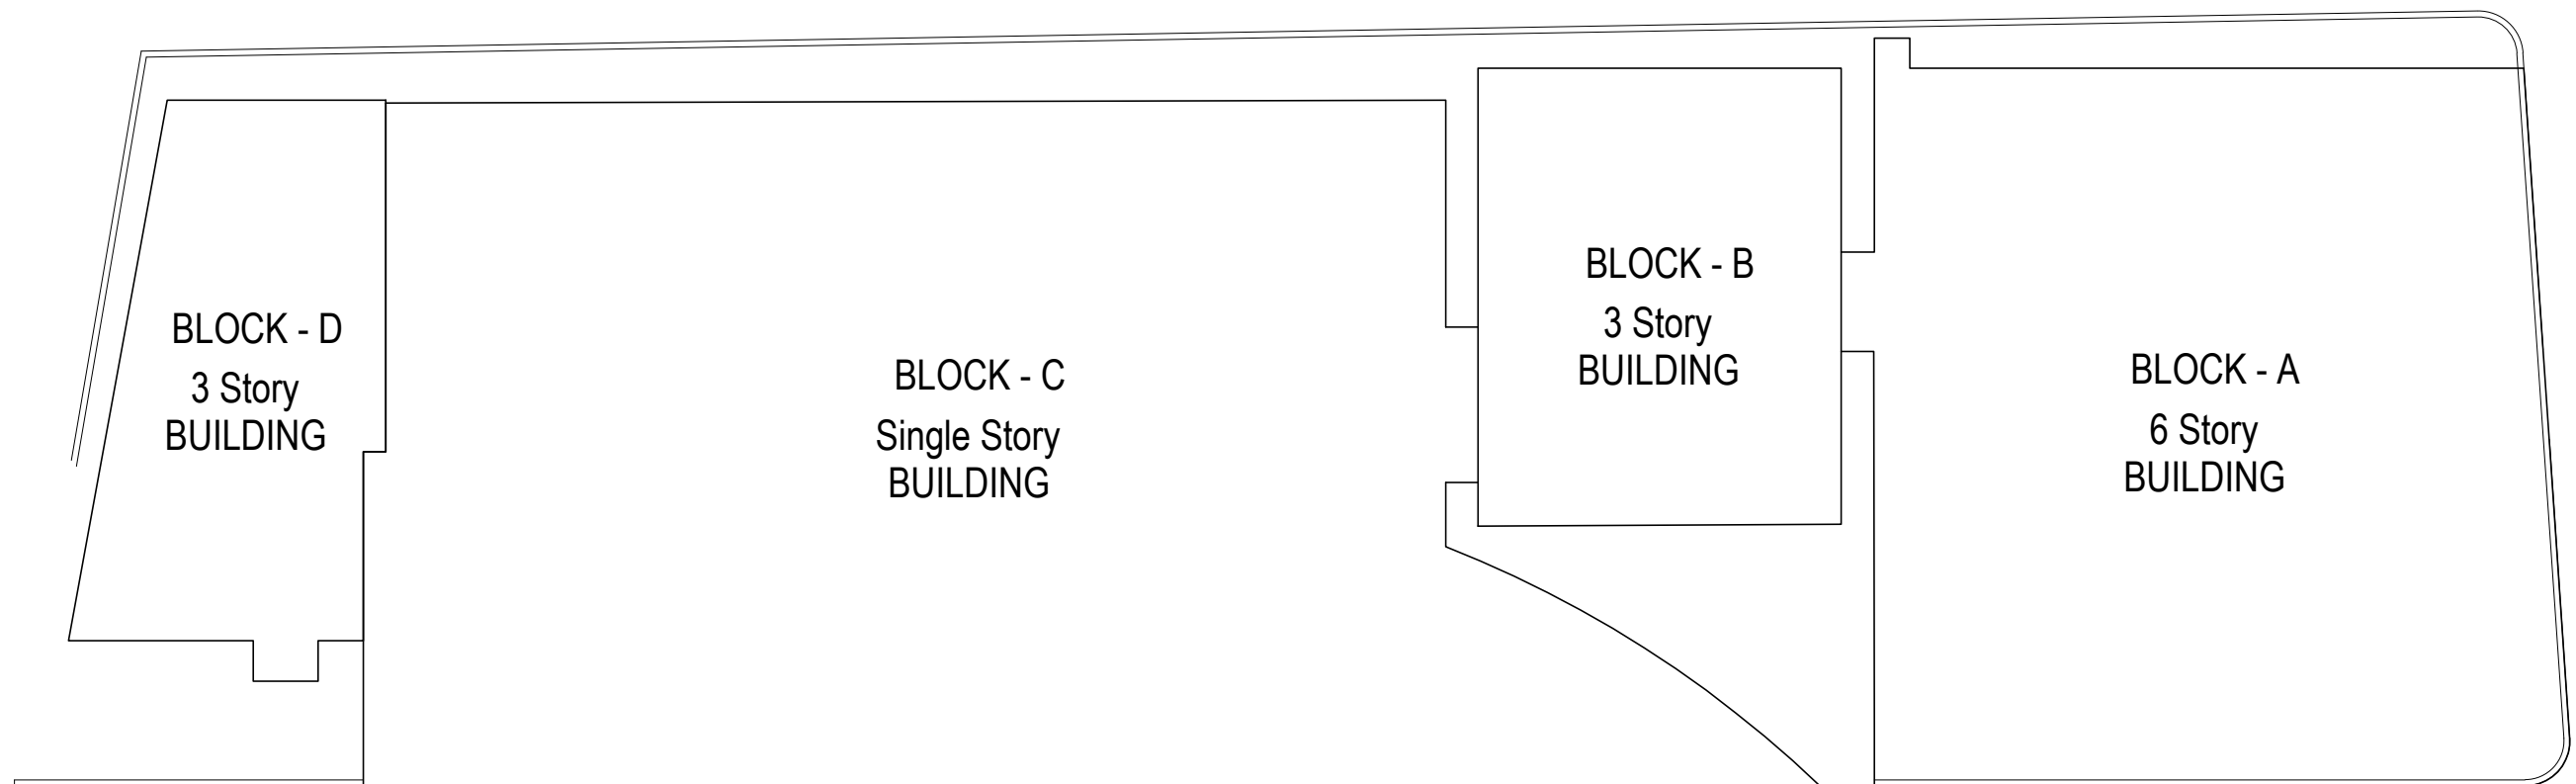 BLOCK - D
3 Story
BUILDING
BLOCK - C
Single Story
BUILDING
BLOCK - B
3 Story
BUILDING
BLOCK - A
6 Story
BUILDING